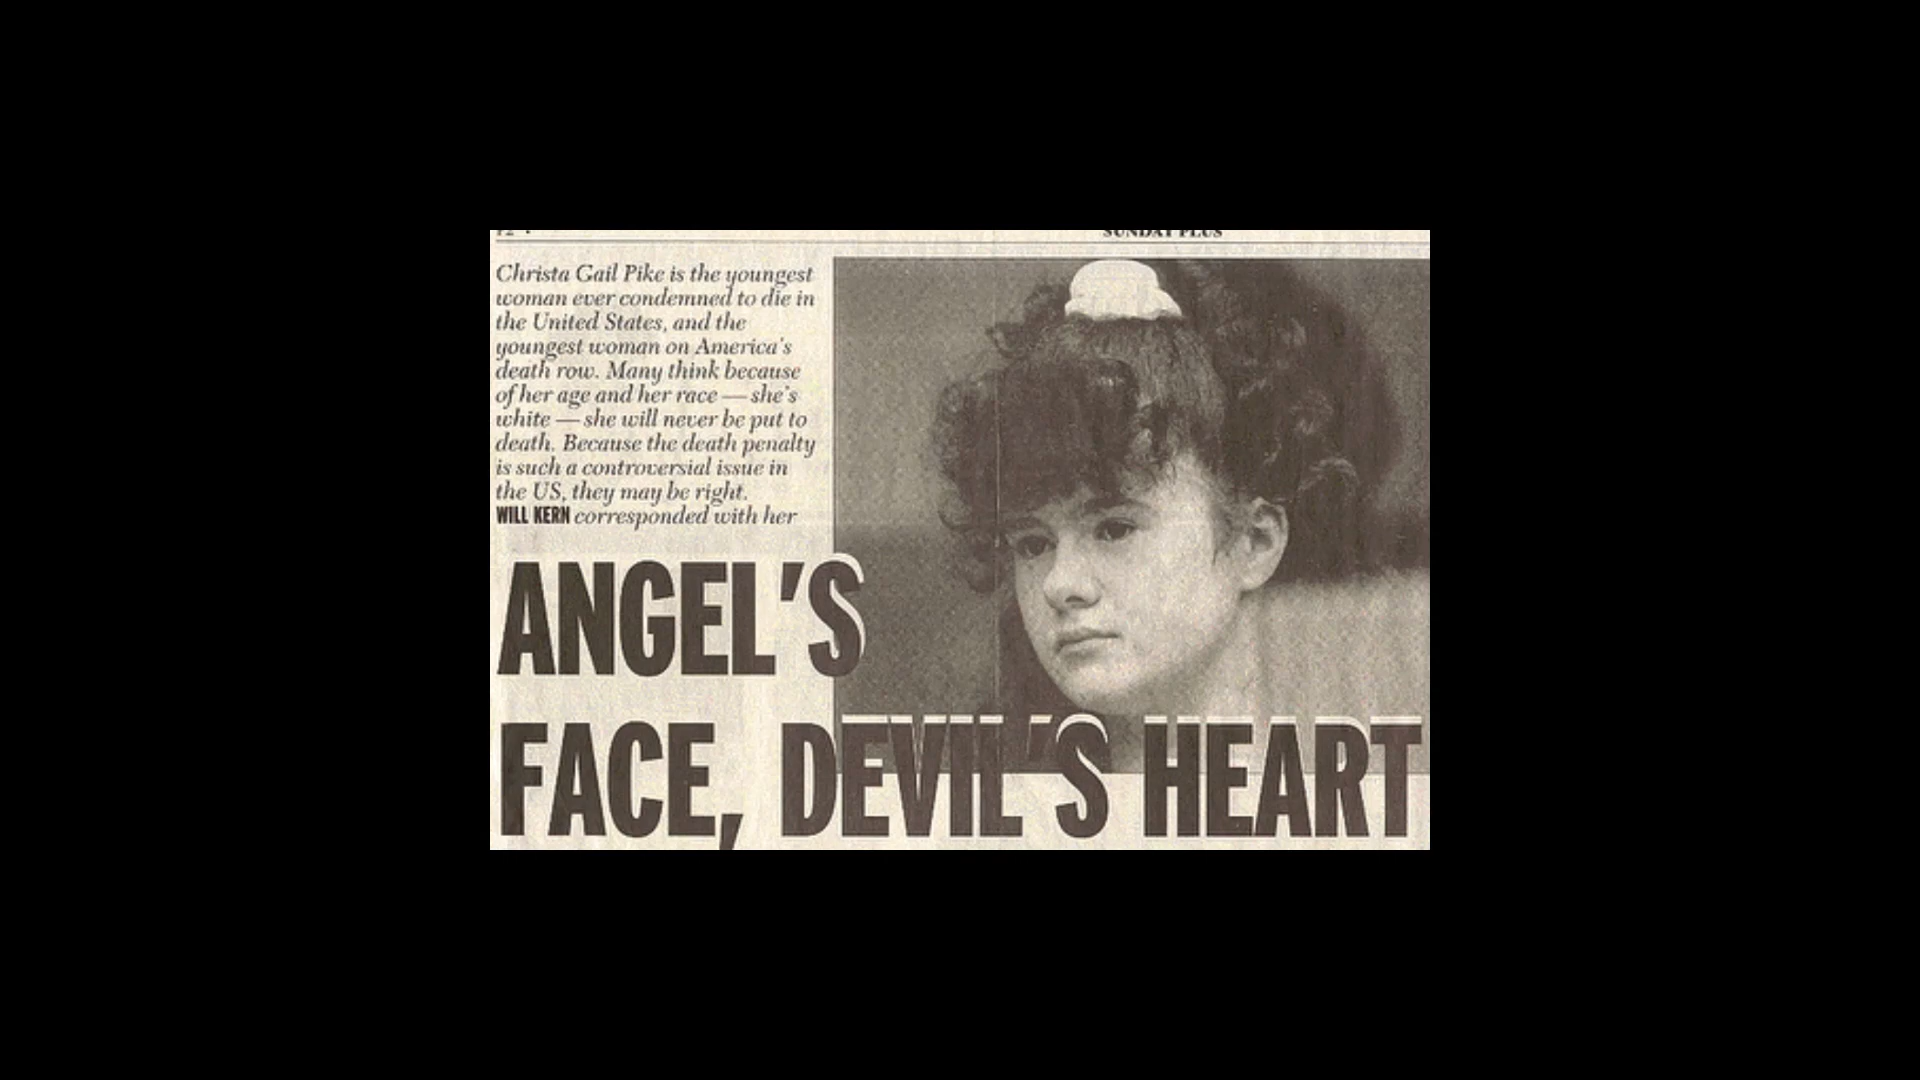 SUNDAY PLUS
Christa Gail Pike is the youngest
woman ever condemned to die in
the United States, and the
youngest woman on America's
death row. Many think because
of her age and her race — she's
white — she will never be put to
death. Because the death penalty
is such a controversial issue in
the US, they may be right.
WILL KERN corresponded with her
ANGEL'S
FACE, DEVIL'S HEART